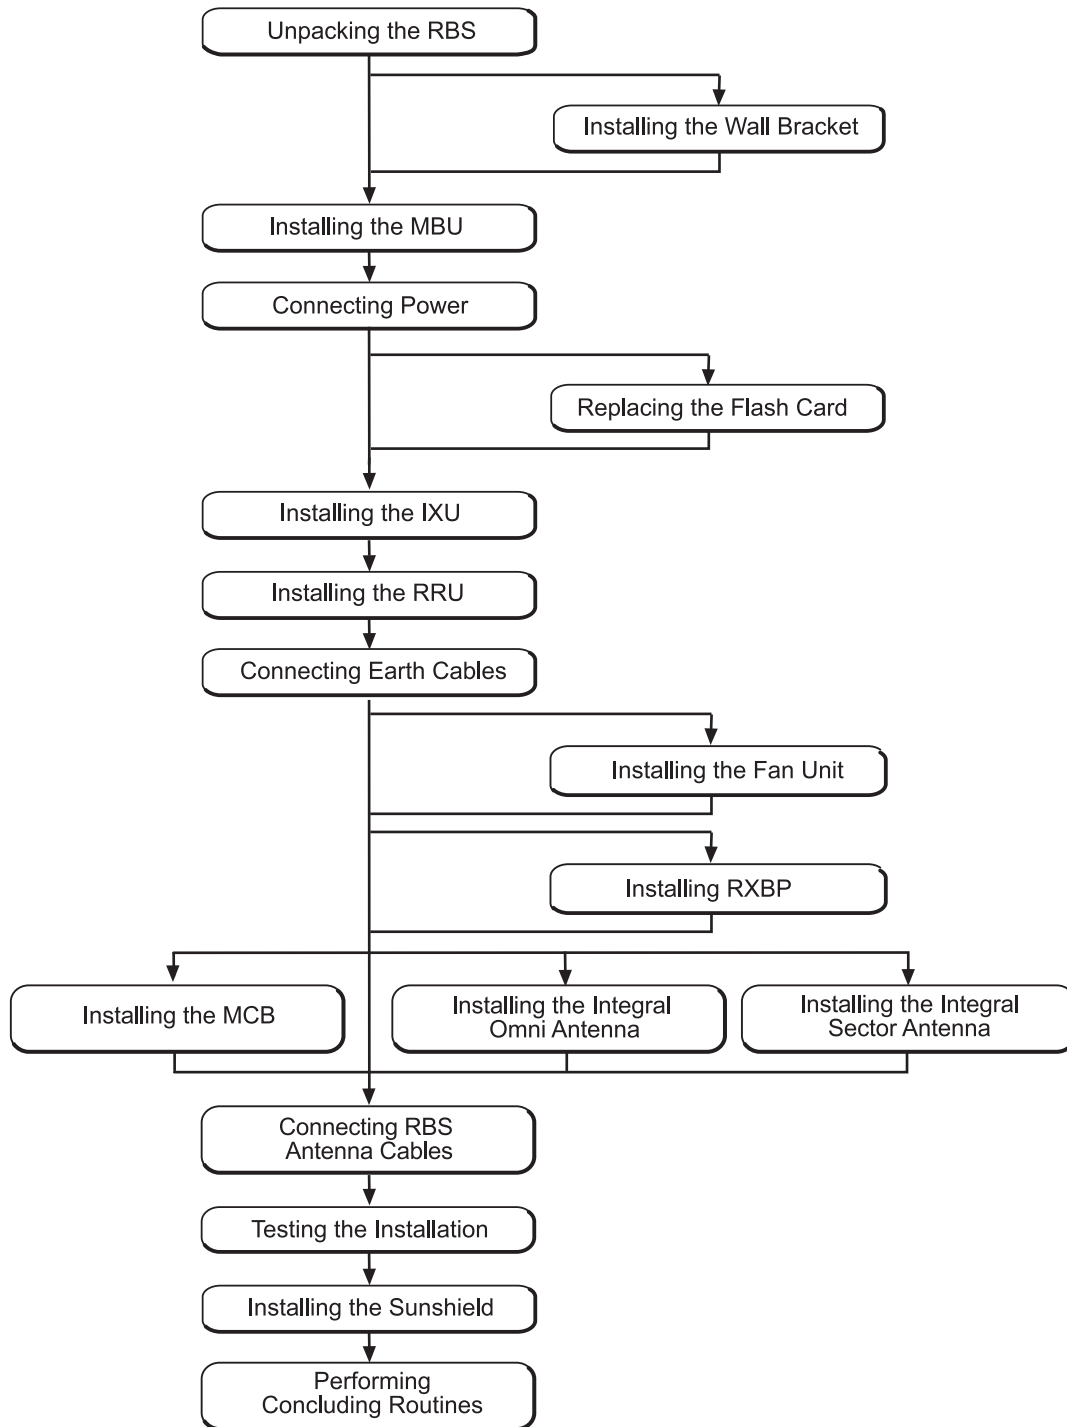 Unpacking the RBS
Installing the Wall Bracket
Installing the MBU
Connecting Power
Replacing the Flash Card
Installing the IXU
Installing the RRU
Connecting Earth Cables
Installing the Fan Unit
Installing RXBP
Installing the MCB
Installing the Integral
Omni Antenna
Installing the Integral
Sector Antenna
Connecting RBS
Antenna Cables
Testing the Installation
Installing the Sunshield
Performing
Concluding Routines